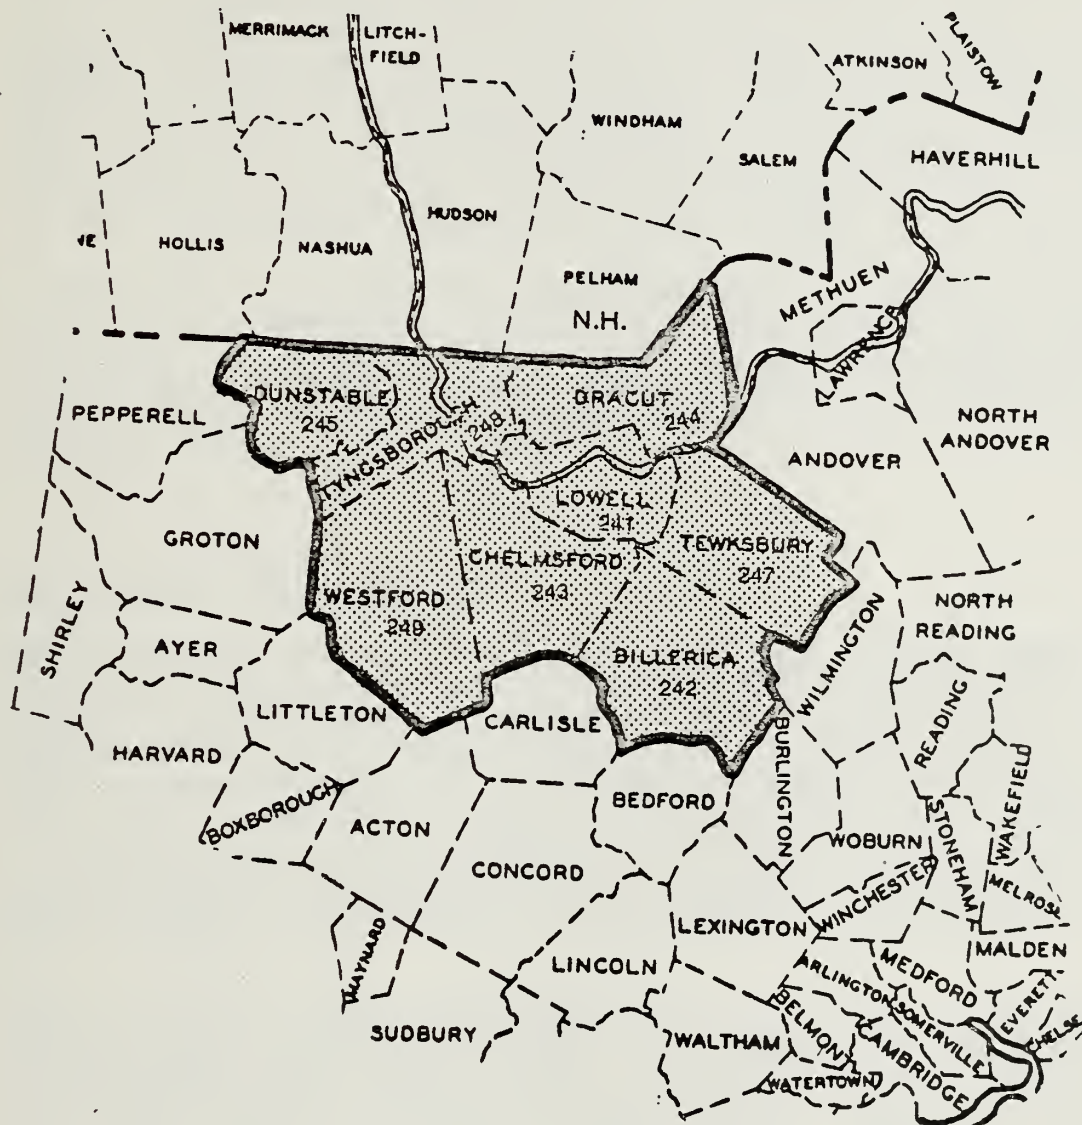 MERRIMACK
LITCH-
FIELD
PLAISTOW
ATKINSON
WINDHAM
SALEM
HAVERHILL
HUDSON
HOLLIS
NASHUA
PELHAM
N.H.
METHUEN
LAWRENCE
DUNSTABLE
245
TYNGSBOROUGH
248
DRACUT
244
PEPPERELL
NORTH
ANDOVER
ANDOVER
LOWELL
241
GROTON
CHELMSFORD
243
TEWKSBURY
247
WESTFORD
249
SHIRLEY
AYER
NORTH
READING
WILMINGTON
BILLERICA
242
LITTLETON
CARLISLE
READING
HARVARD
BURLINGTON
BEDFORD
BOXBOROUGH
ACTON
WOBURN
STONEHAM
WAKEFIELD
CONCORD
WINCHESTER
MELROSE
MAYNARD
LEXINGTON
LINCOLN
MEDFORD
MALDEN
ARLINGTON
SOMERVILLE
EVERETT
CHELSE
SUDBURY
WALTHAM
BELMONT
CAMBRIDGE
WATERTOWN